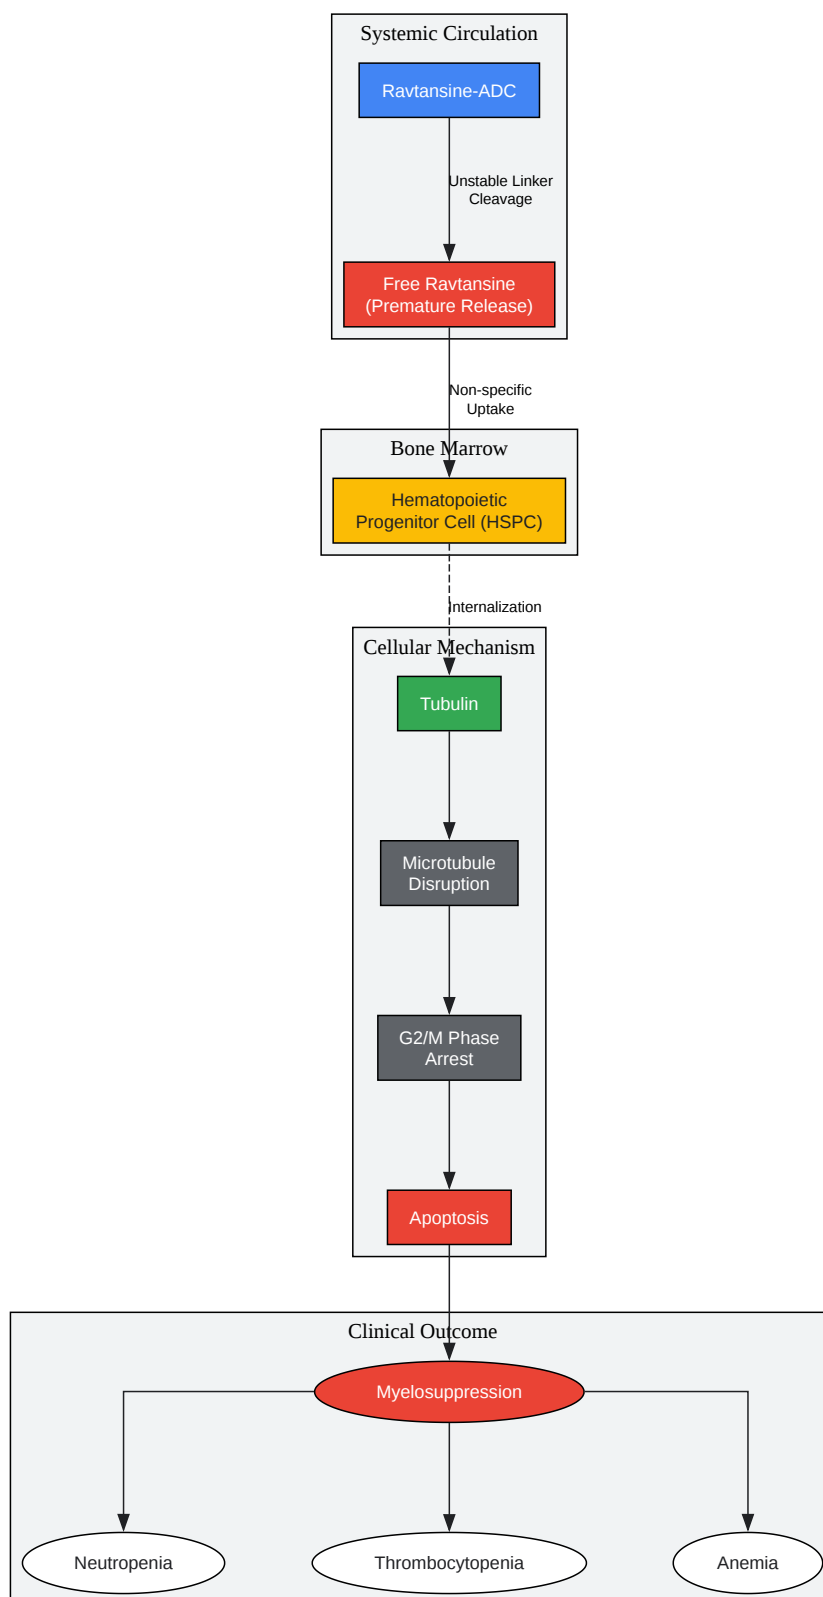 Systemic Circulation
Ravtansine-ADC
Unstable Linker
Cleavage
Free Ravtansine
(Premature Release)
Non-specific
Uptake
Bone Marrow
Hematopoietic
Progenitor Cell (HSPC)
Internalization
Cellular Mechanism
Tubulin
Microtubule
Disruption
G2/M Phase
Arrest
Apoptosis
Clinical Outcome
Myelosuppression
Neutropenia
Thrombocytopenia
Anemia